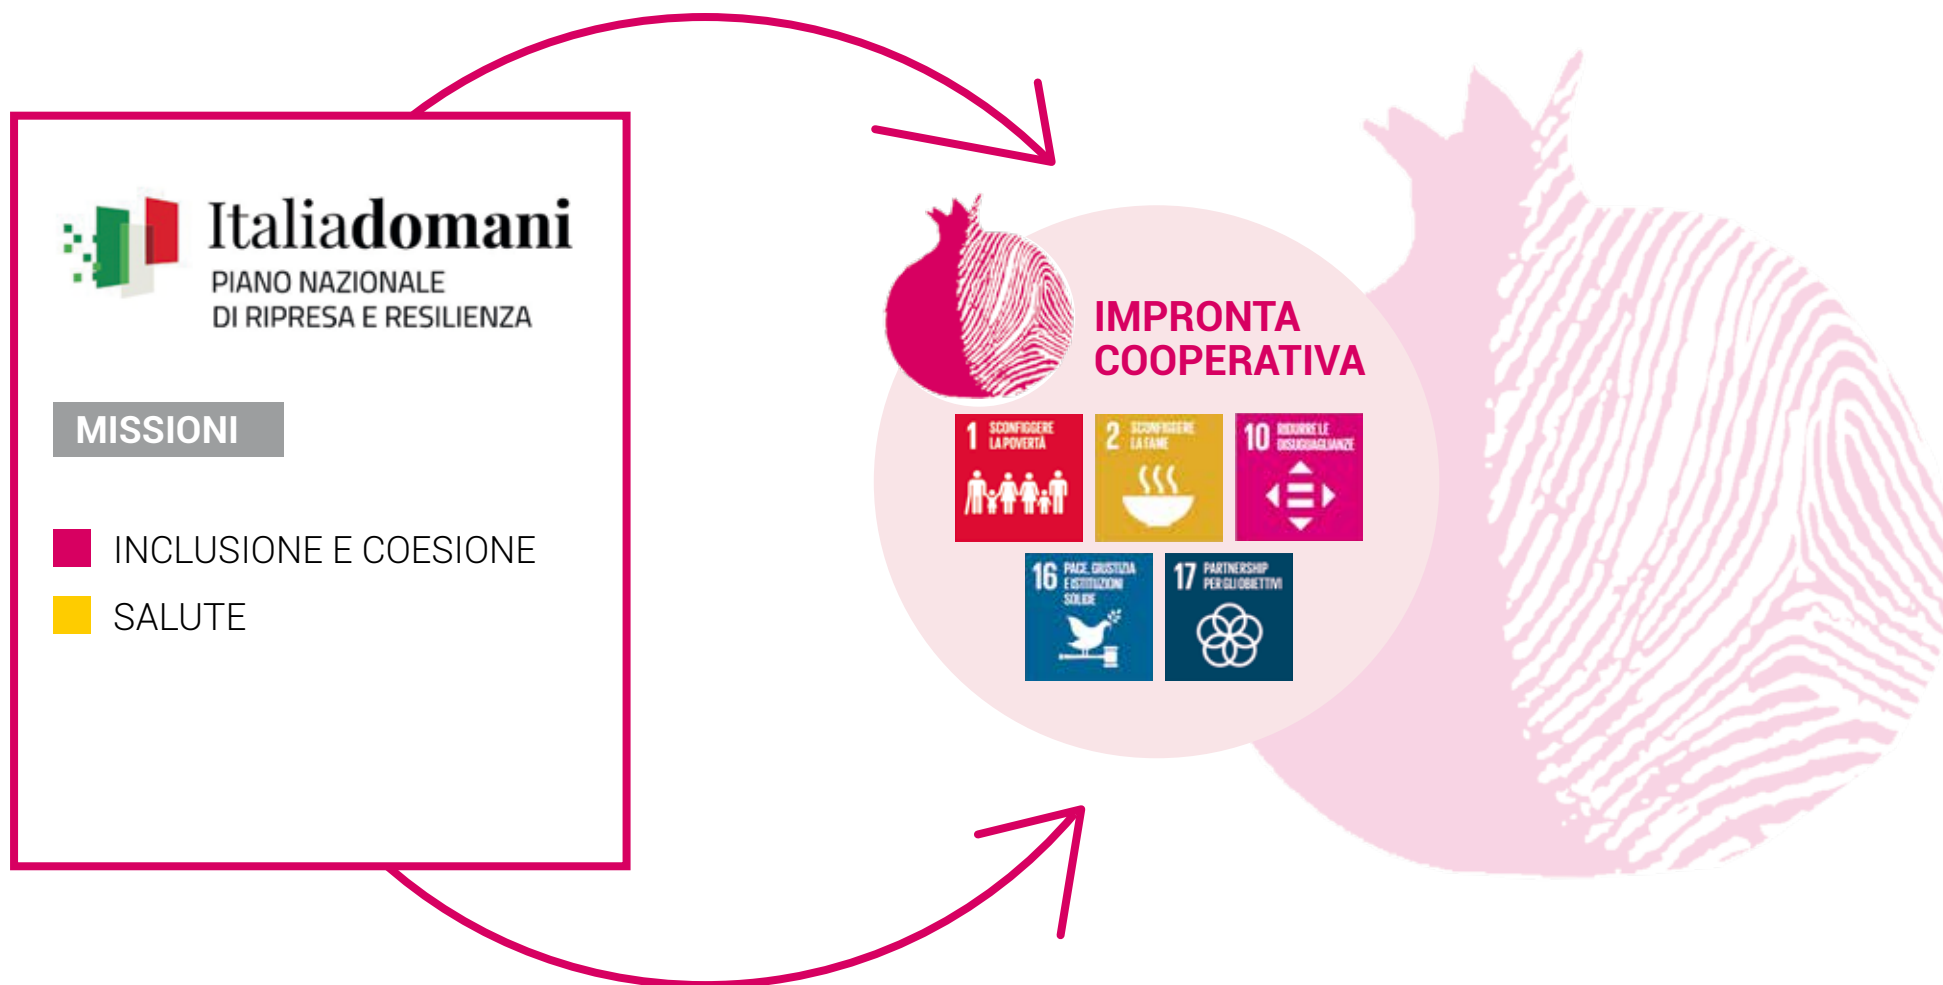 Italiadomani
PIANO NAZIONALE
DI RIPRESA E RESILIENZA
MISSIONI
INCLUSIONE E COESIONE
SALUTE
IMPRONTA
COOPERATIVA
1 SCONFIGGERE
LA POVERTÀ
2 SCONFIGGERE
LA FAME
10 RIDURRE LE
DISUGUAGLIANZE
16 PACE, GIUSTIZIA
E ISTITUZIONI
SOLIDE
17 PARTNERSHIP
PER GLI OBIETTIVI